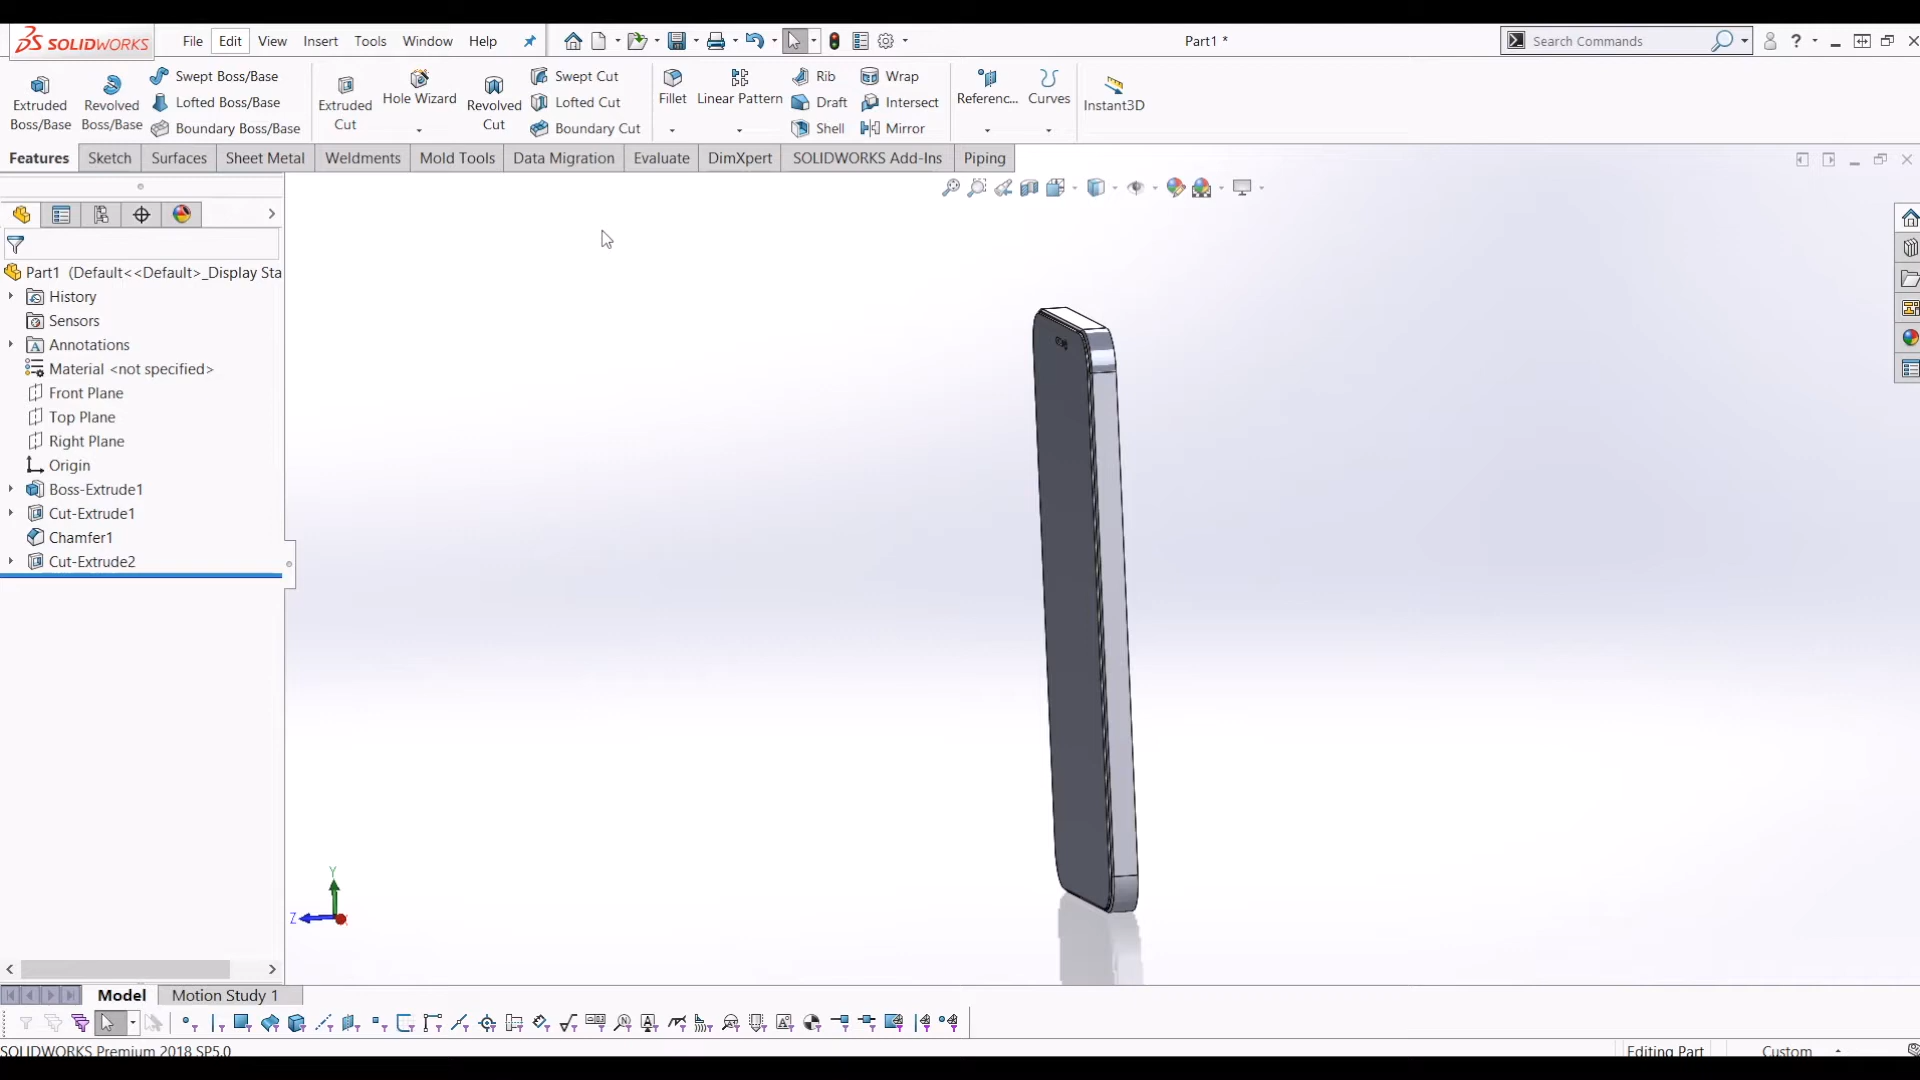 SOLIDWORKS File Edit View Insert Tools Window Help Part1 * Search Commands
Extruded Boss/Base
Revolved Boss/Base
Swept Boss/Base
Lofted Boss/Base
Boundary Boss/Base
Extruded Cut
Hole Wizard
Revolved Cut
Swept Cut
Lofted Cut
Boundary Cut
Fillet
Linear Pattern
Rib
Draft
Shell
Wrap
Intersect
Mirror
Referenc...
Curves
Instant3D
Features Sketch Surfaces Sheet Metal Weldments Mold Tools Data Migration Evaluate DimXpert SOLIDWORKS Add-Ins Piping
Part1 (Default<<Default>_Display Sta
History
Sensors
Annotations
Material <not specified>
Front Plane
Top Plane
Right Plane
Origin
Boss-Extrude1
Cut-Extrude1
Chamfer1
Cut-Extrude2
Y
Z
Model Motion Study 1
SOLIDWORKS Premium 2018 SP5.0 Editing Part Custom